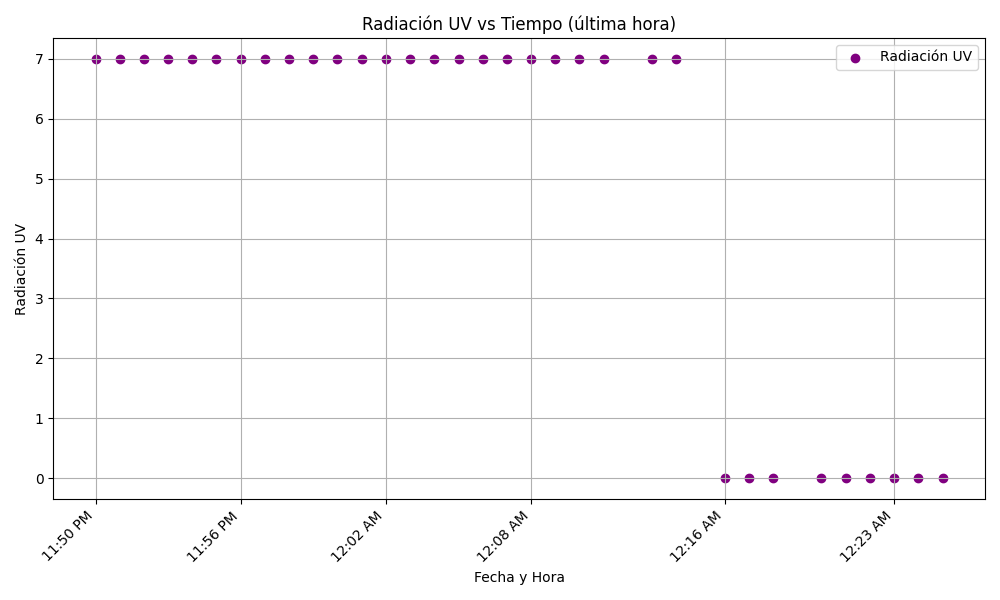 Radiación UV vs Tiempo (última hora)
Radiación UV
7
6
5
4
3
2
1
0
Radiación UV
11:50 PM
11:56 PM
12:02 AM
12:08 AM
12:16 AM
12:23 AM
Fecha y Hora